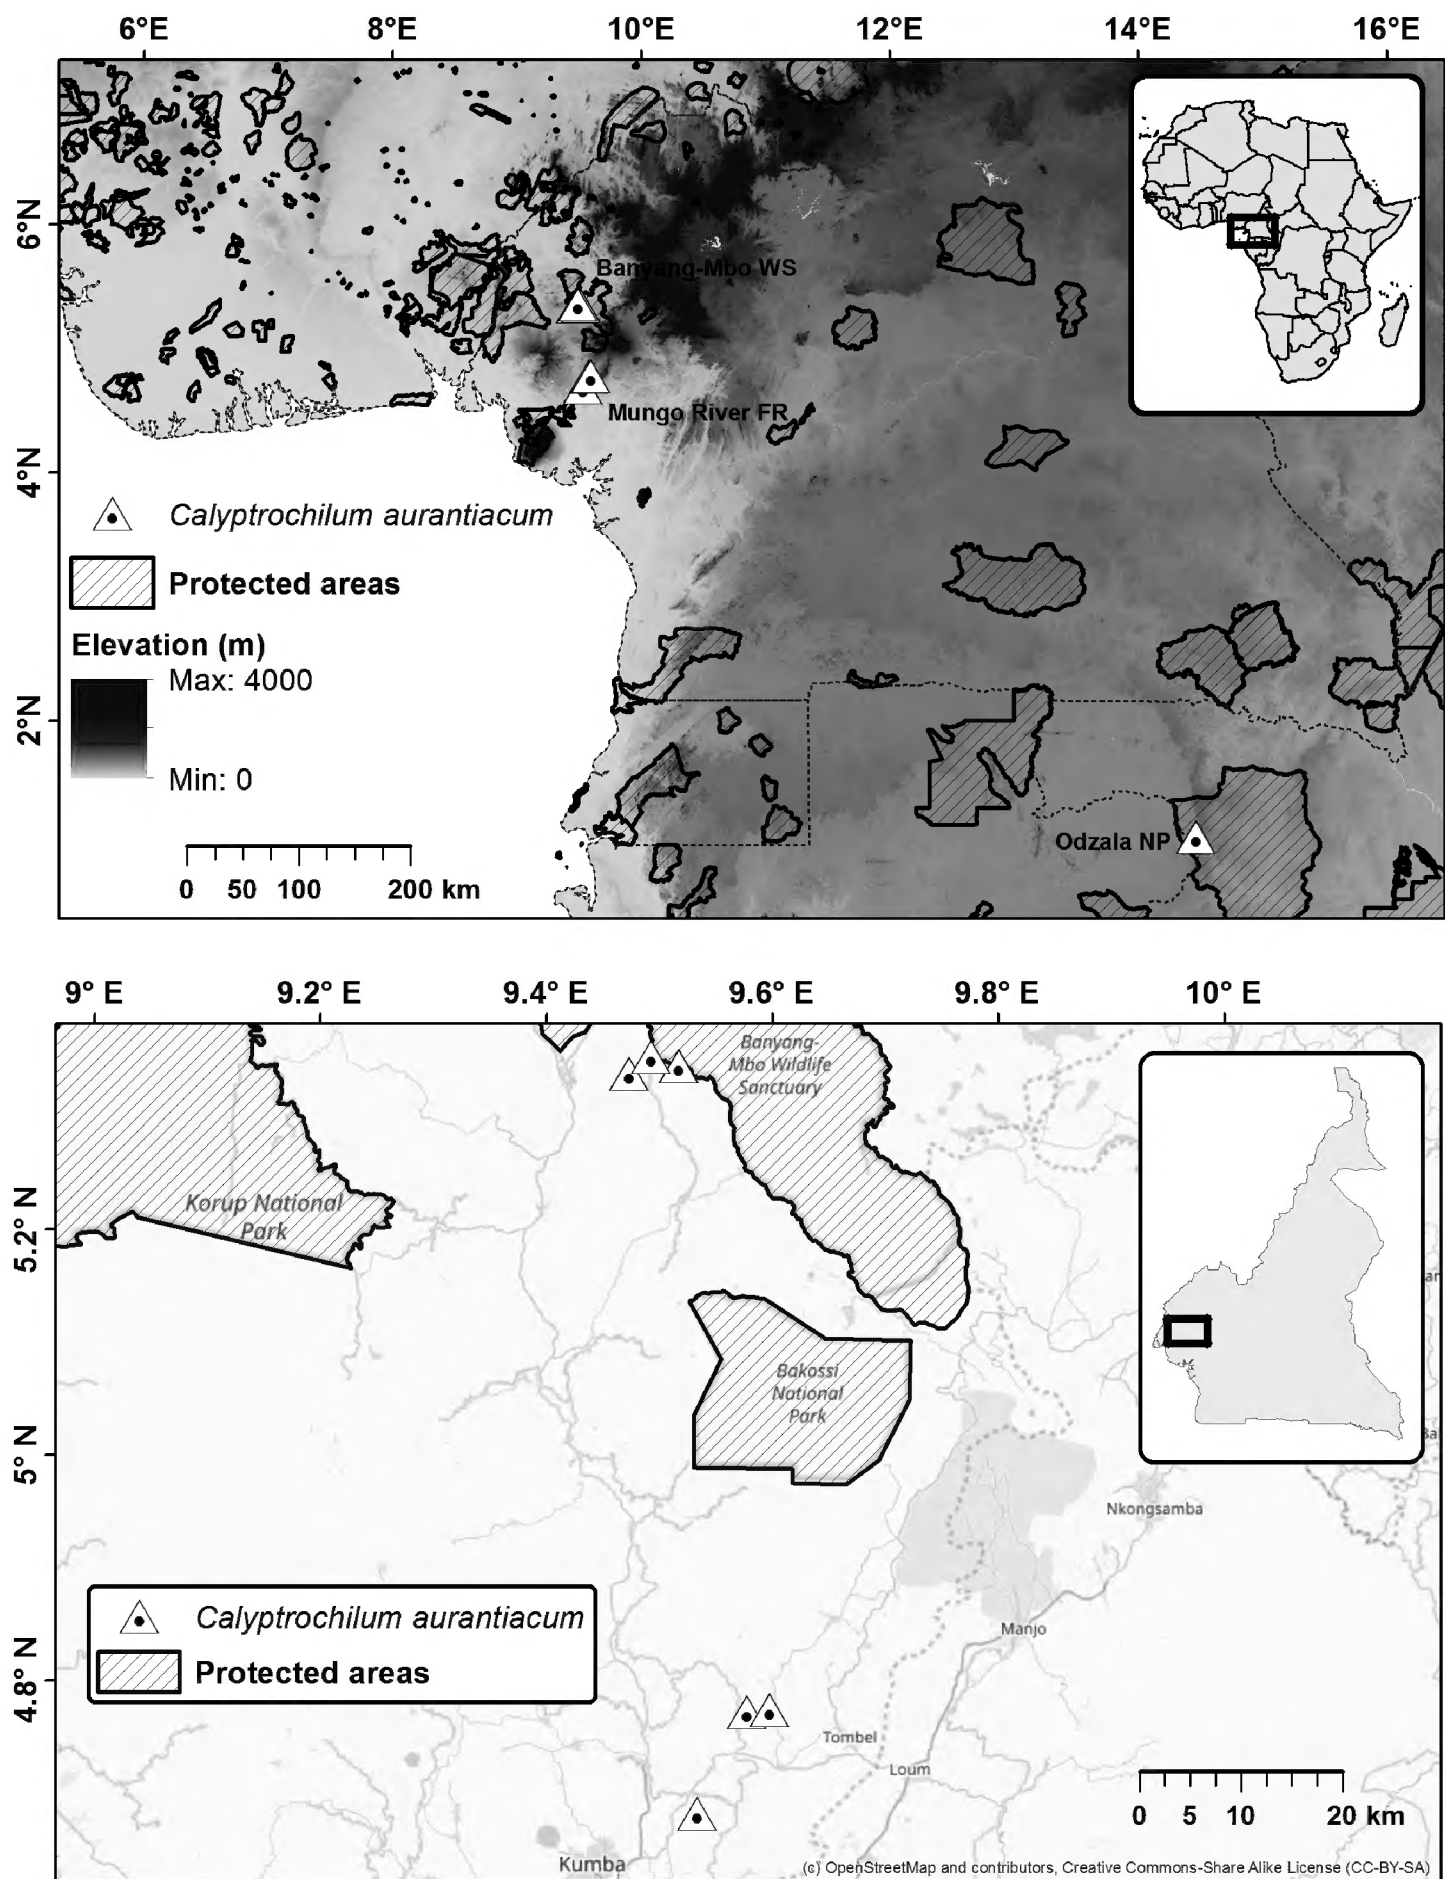 6°E 8°E 10°E 12°E 14°E 16°E
6°N
4°N
2°N
Banyang-Mbo WS
Mungo River FR
Calyptrochilum aurantiacum
Protected areas
Elevation (m)
Max: 4000
Min: 0
0 50 100 200 km
Odzala NP
9° E 9.2° E 9.4° E 9.6° E 9.8° E 10° E
5.2° N
5° N
4.8° N
Banyang-
Mbo Wildlife
Sanctuary
Korup National
Park
Bakossi
National
Park
Nkongsamba
Manjo
Calyptrochilum aurantiacum
Protected areas
Tombel
Loum
0 5 10 20 km
Kumba
(c) OpenStreetMap and contributors, Creative Commons-Share Alike License (CC-BY-SA)